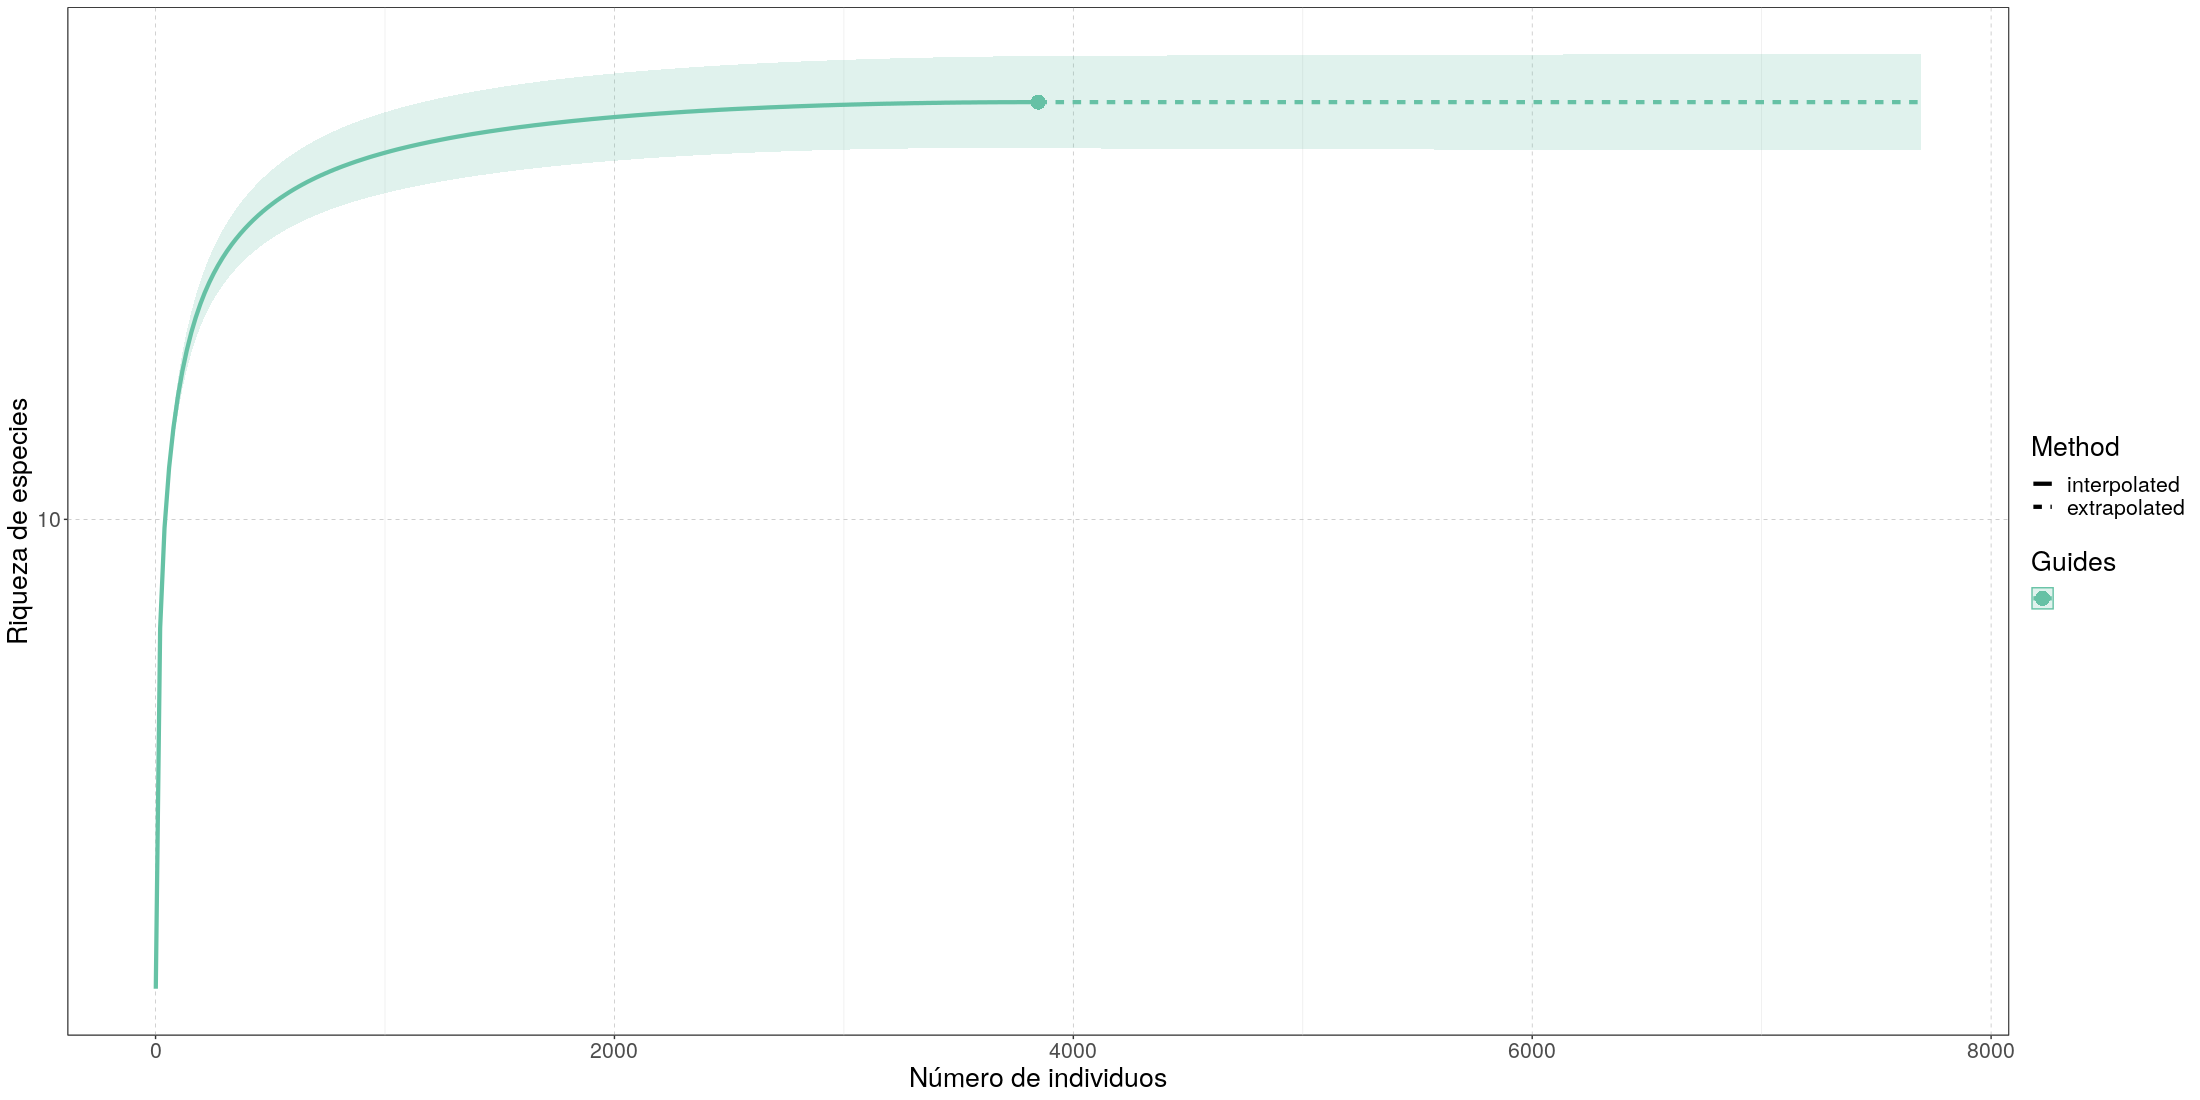 Riqueza de especies
10
0 2000 4000 6000 8000
Número de individuos
Method
interpolated
extrapolated
Guides